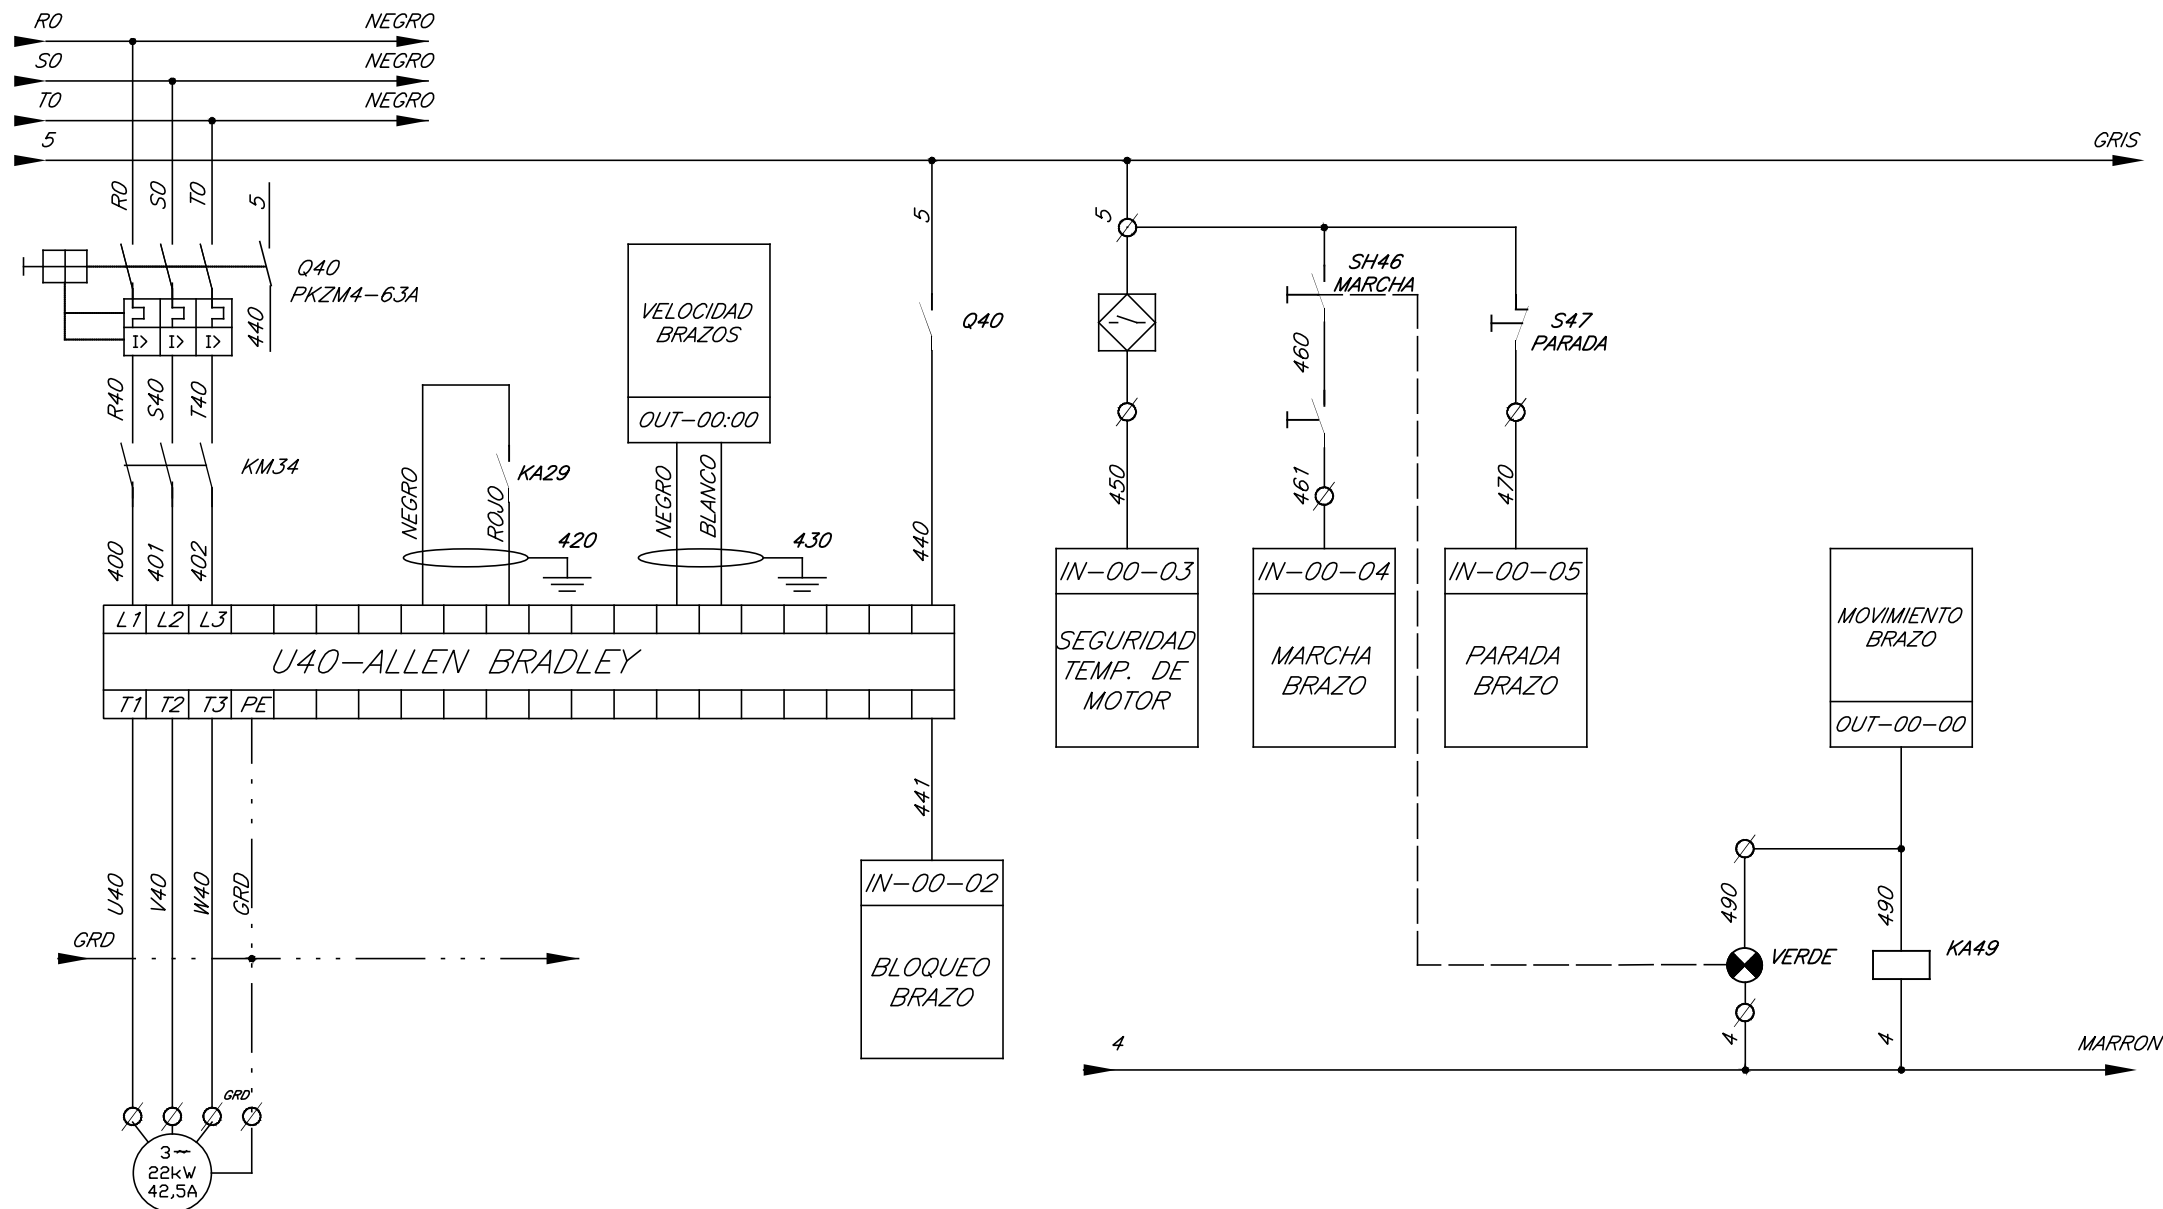 R0
NEGRO
S0
NEGRO
T0
NEGRO
5
GRIS
R0
S0
T0
5
5
5
Q40
PKZM4-63A
440
I>
I>
I>
R40
S40
T40
KM34
400
401
402
VELOCIDAD
BRAZOS
OUT-00:00
NEGRO
ROJO
KA29
420
NEGRO
BLANCO
430
Q40
440
SH46
MARCHA
460
461
S47
PARADA
450
470
IN-00-03
SEGURIDAD
TEMP. DE
MOTOR
IN-00-04
MARCHA
BRAZO
IN-00-05
PARADA
BRAZO
MOVIMIENTO
BRAZO
OUT-00-00
L1
L2
L3
U40-ALLEN BRADLEY
T1
T2
T3
PE
441
IN-00-02
BLOQUEO
BRAZO
U40
V40
W40
GRD
GRD
490
490
VERDE
KA49
4
4
4
MARRON
GRD
3~
22kW
42,5A